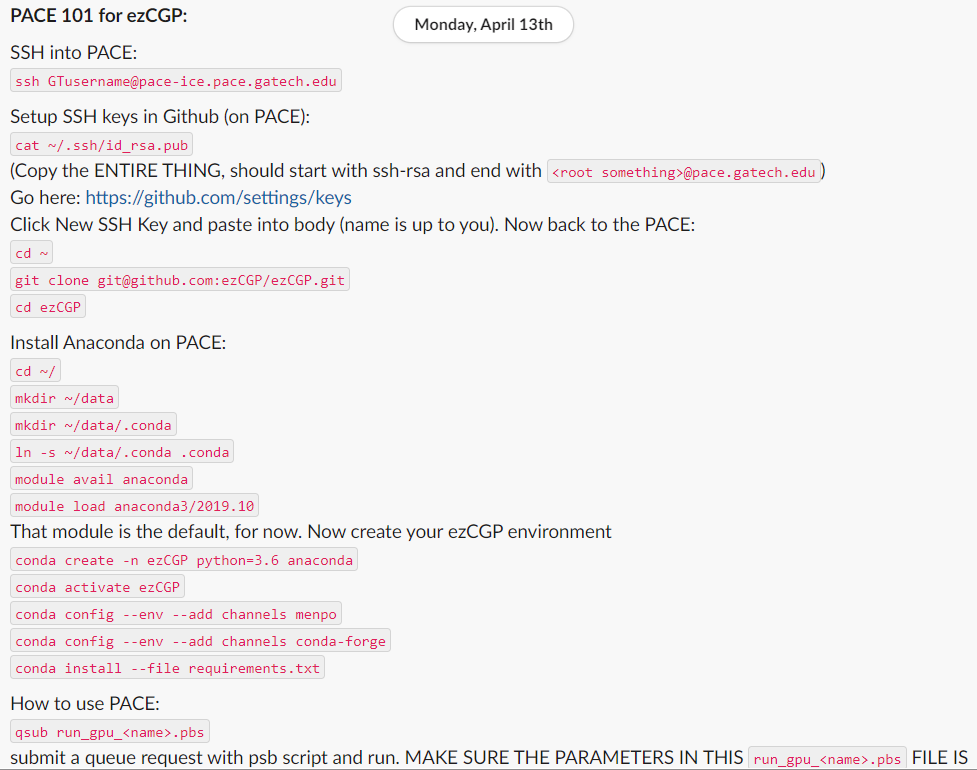 PACE 101 for ezCGP:
Monday, April 13th
SSH into PACE:
ssh GTusername@pace-ice.pace.gatech.edu
Setup SSH keys in Github (on PACE):
cat ~/.ssh/id_rsa.pub
(Copy the ENTIRE THING, should start with ssh-rsa and end with <root something>@pace.gatech.edu)
Go here: https://github.com/settings/keys
Click New SSH Key and paste into body (name is up to you). Now back to the PACE:
cd ~
git clone git@github.com:ezCGP/ezCGP.git
cd ezCGP
Install Anaconda on PACE:
cd ~/
mkdir ~/data
mkdir ~/data/.conda
ln -s ~/data/.conda .conda
module avail anaconda
module load anaconda3/2019.10
That module is the default, for now. Now create your ezCGP environment
conda create -n ezCGP python=3.6 anaconda
conda activate ezCGP
conda config --env --add channels menpo
conda config --env --add channels conda-forge
conda install --file requirements.txt
How to use PACE:
qsub run_gpu_<name>.pbs
submit a queue request with psb script and run. MAKE SURE THE PARAMETERS IN THIS run_gpu_<name>.pbs FILE IS